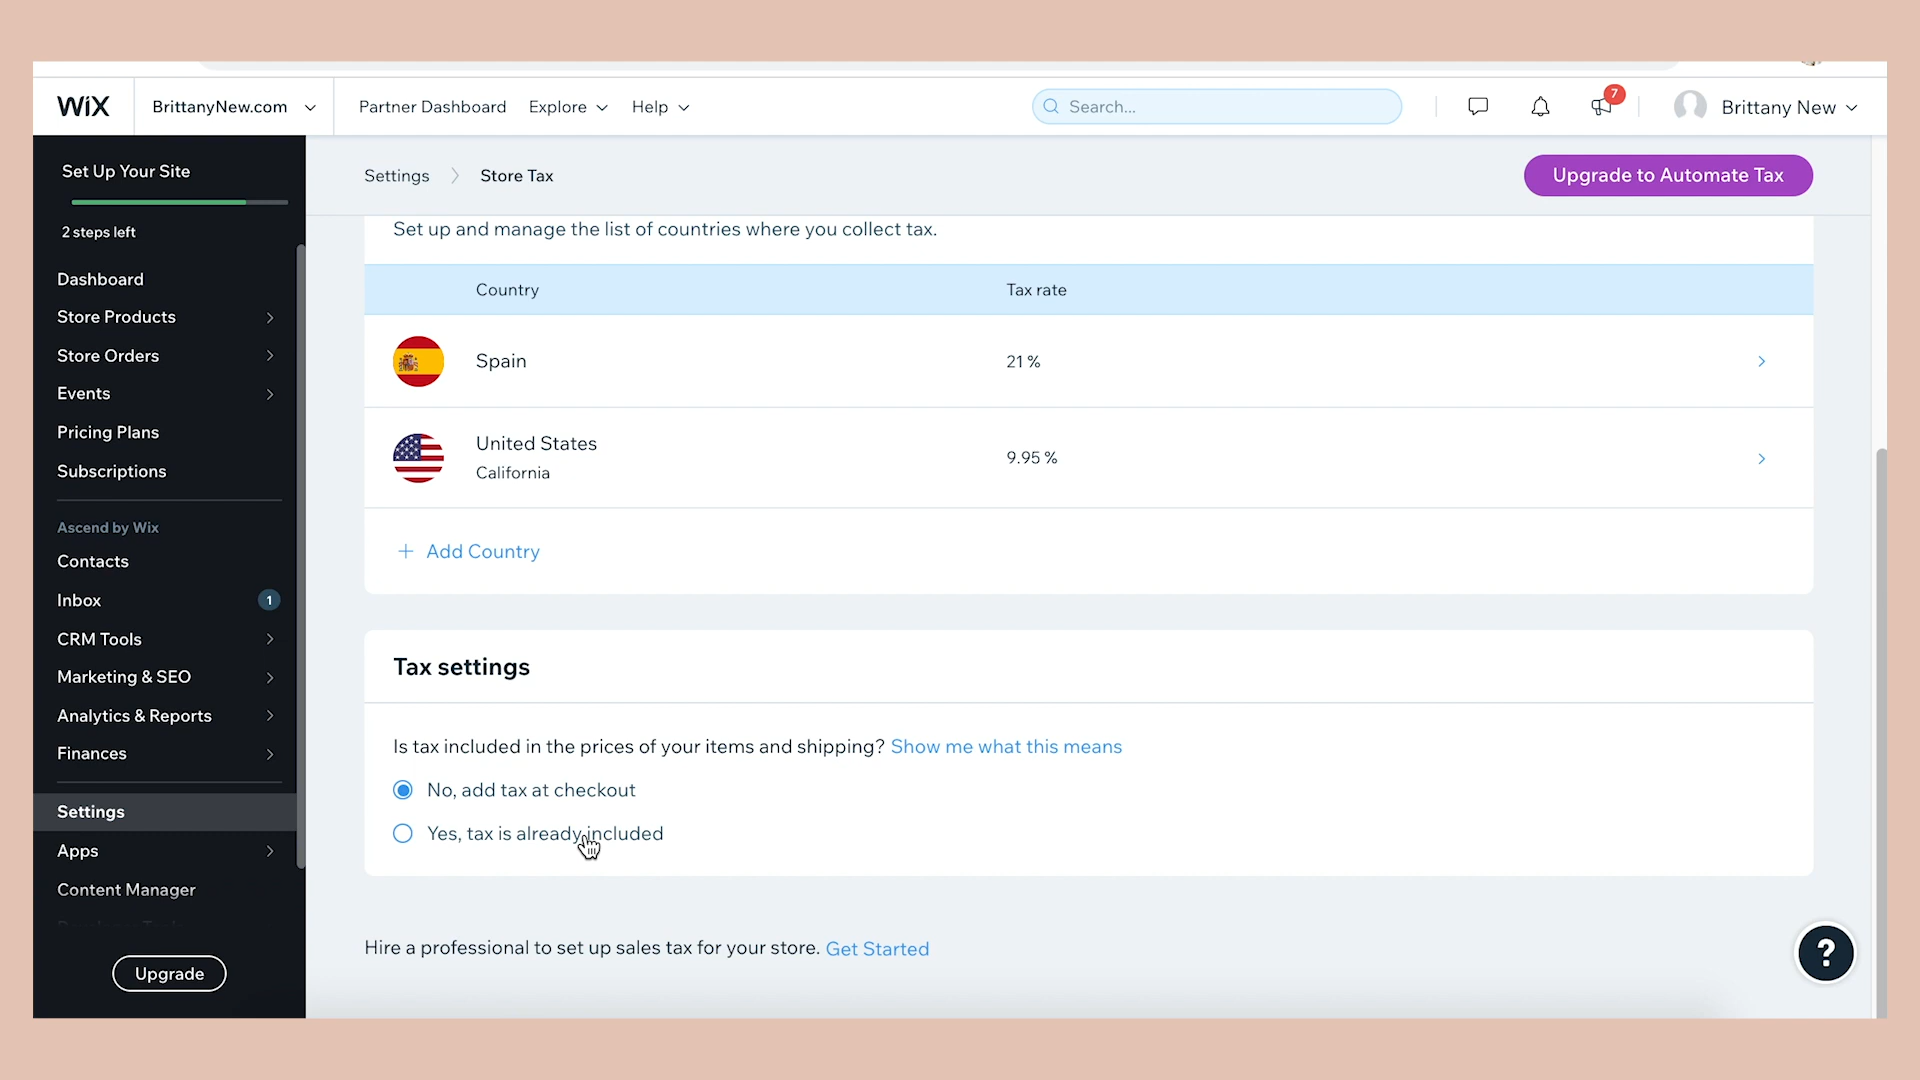 WiX
BrittanyNew.com
Partner Dashboard
Explore
Help
Search...
7
Brittany New
Set Up Your Site
2 steps left
Dashboard
Store Products
Store Orders
Events
Pricing Plans
Subscriptions
Ascend by Wix
Contacts
Inbox
1
CRM Tools
Marketing & SEO
Analytics & Reports
Finances
Settings
Apps
Content Manager
Upgrade
Settings
Store Tax
Upgrade to Automate Tax
Set up and manage the list of countries where you collect tax.
Country Tax rate
Spain 21 %
United States
California
9.95 %
+ Add Country
Tax settings
Is tax included in the prices of your items and shipping? Show me what this means
No, add tax at checkout
Yes, tax is already included
Hire a professional to set up sales tax for your store. Get Started
?